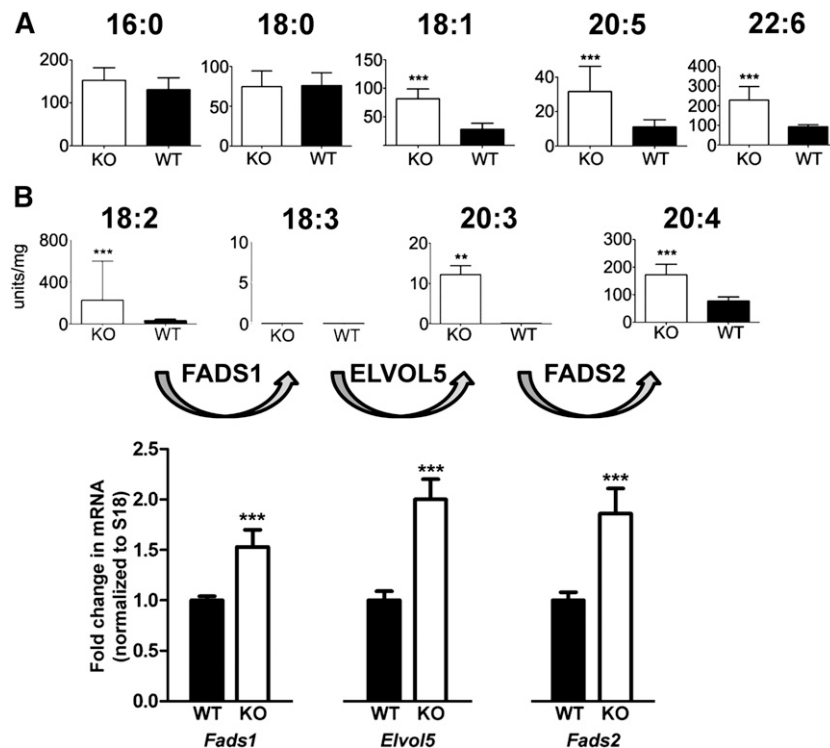 A
16:0 18:0 18:1 20:5 22:6
200 100 0 KO WT
100 50 0 KO WT
150 100 50 *** KO WT
40 20 0 *** KO WT
400 300 200 100 0 *** KO WT
B
18:2 18:3 20:3 20:4
units/mg 800 400 0 *** KO WT
10 5 0 KO WT
20 10 0 ** KO WT
300 200 100 0 *** KO WT
FADS1 ELVOL5 FADS2
Fold change in mRNA
(normalized to S18)
2.5
2.0
1.5
1.0
0.5
0.0
*** *** ***
WT KO WT KO WT KO
Fads1 Elvol5 Fads2